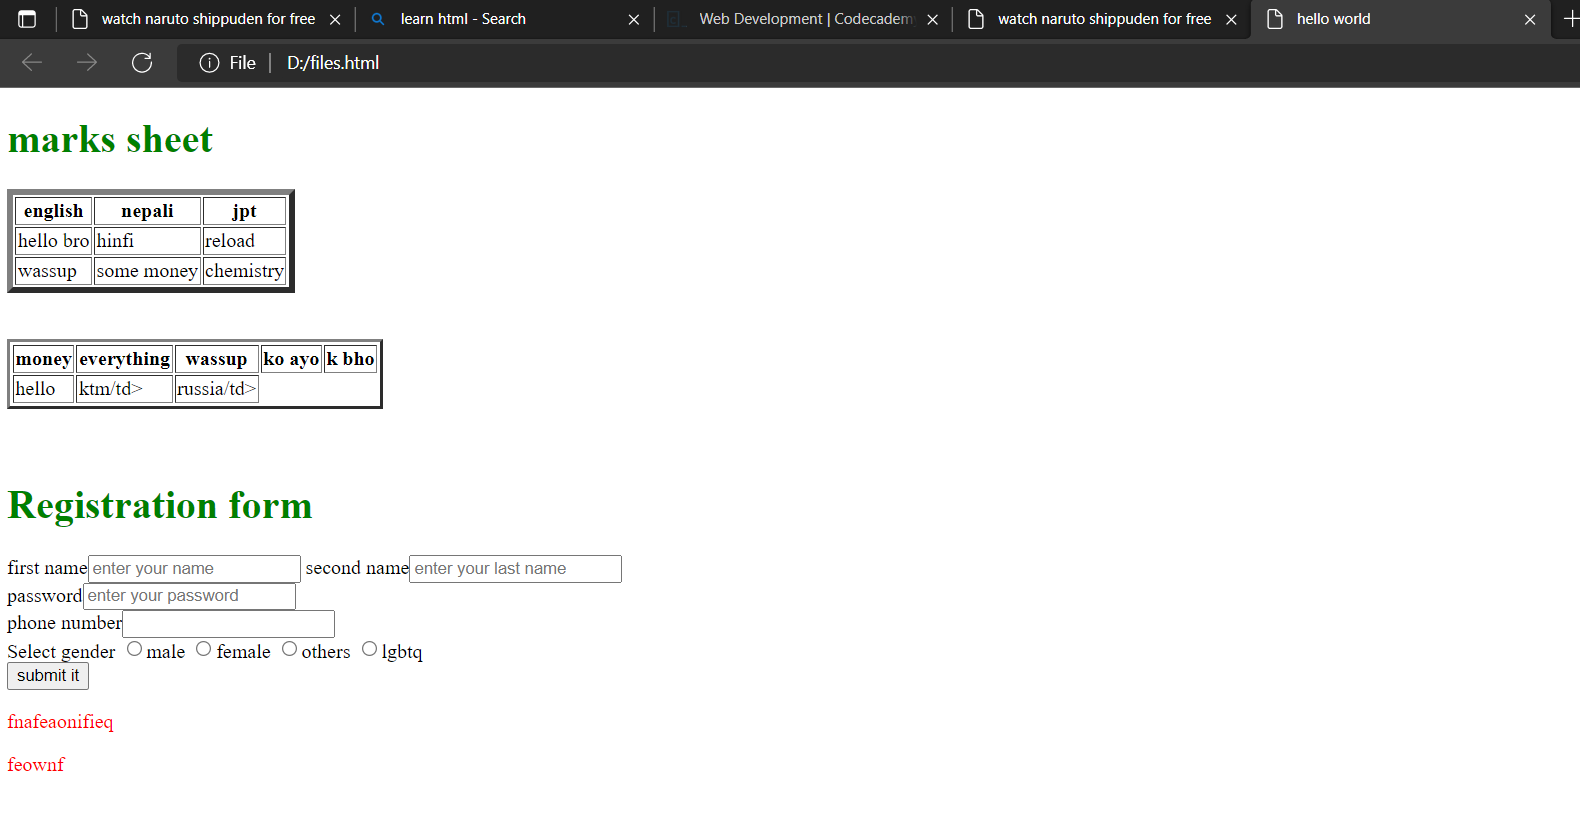 watch naruto shippuden for free learn html - Search Web Development | Codecademy watch naruto shippuden for free hello world
File D:/files.html
marks sheet
english nepali jpt
hello bro hinfi reload
wassup some money chemistry
money everything wassup ko ayo k bho
hello ktm/td> russia/td>
Registration form
first name enter your name second name enter your last name
password enter your password
phone number
Select gender male female others lgbtq
submit it
fnafeaonifieq
feownf